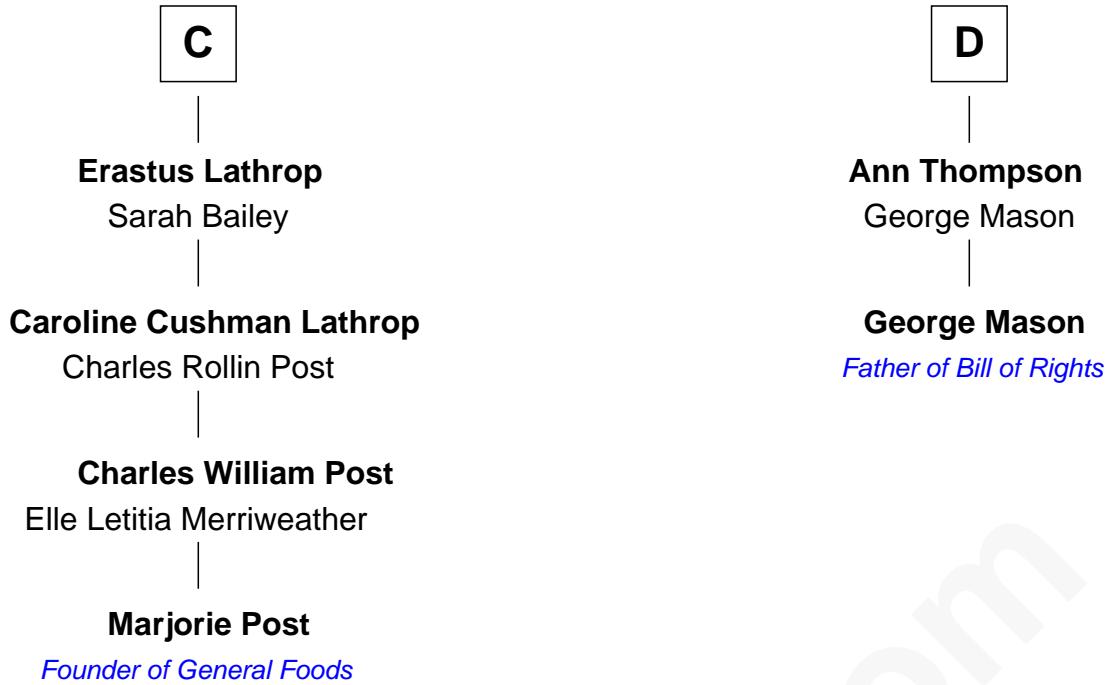 C
Erastus Lathrop
Sarah Bailey
Caroline Cushman Lathrop
Charles Rollin Post
Charles William Post
Elle Letitia Merriweather
Marjorie Post
Founder of General Foods
D
Ann Thompson
George Mason
George Mason
Father of Bill of Rights